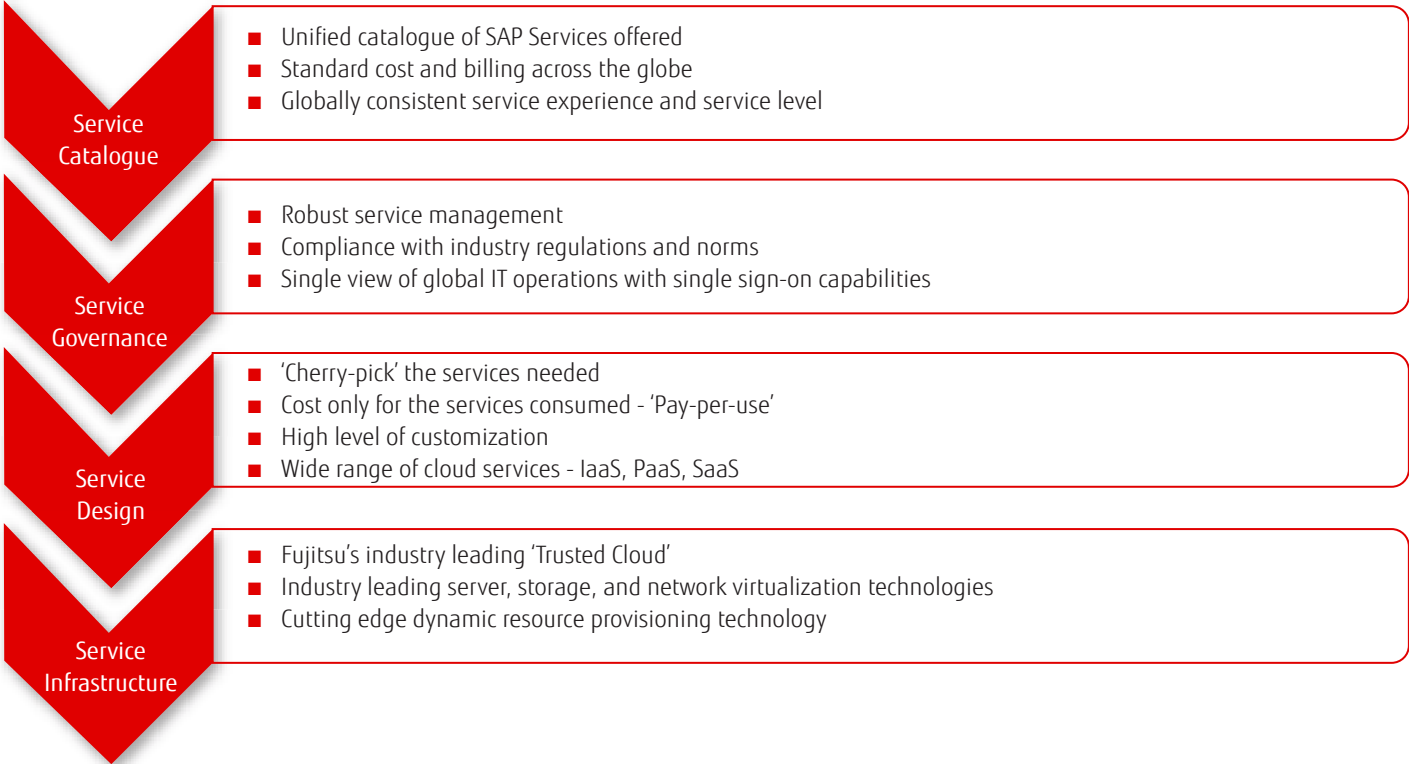 Service
Catalogue
■ Unified catalogue of SAP Services offered
■ Standard cost and billing across the globe
■ Globally consistent service experience and service level
Service
Governance
■ Robust service management
■ Compliance with industry regulations and norms
■ Single view of global IT operations with single sign-on capabilities
Service
Design
■ ‘Cherry-pick’ the services needed
■ Cost only for the services consumed - ‘Pay-per-use’
■ High level of customization
■ Wide range of cloud services - IaaS, PaaS, SaaS
Service
Infrastructure
■ Fujitsu’s industry leading ‘Trusted Cloud’
■ Industry leading server, storage, and network virtualization technologies
■ Cutting edge dynamic resource provisioning technology